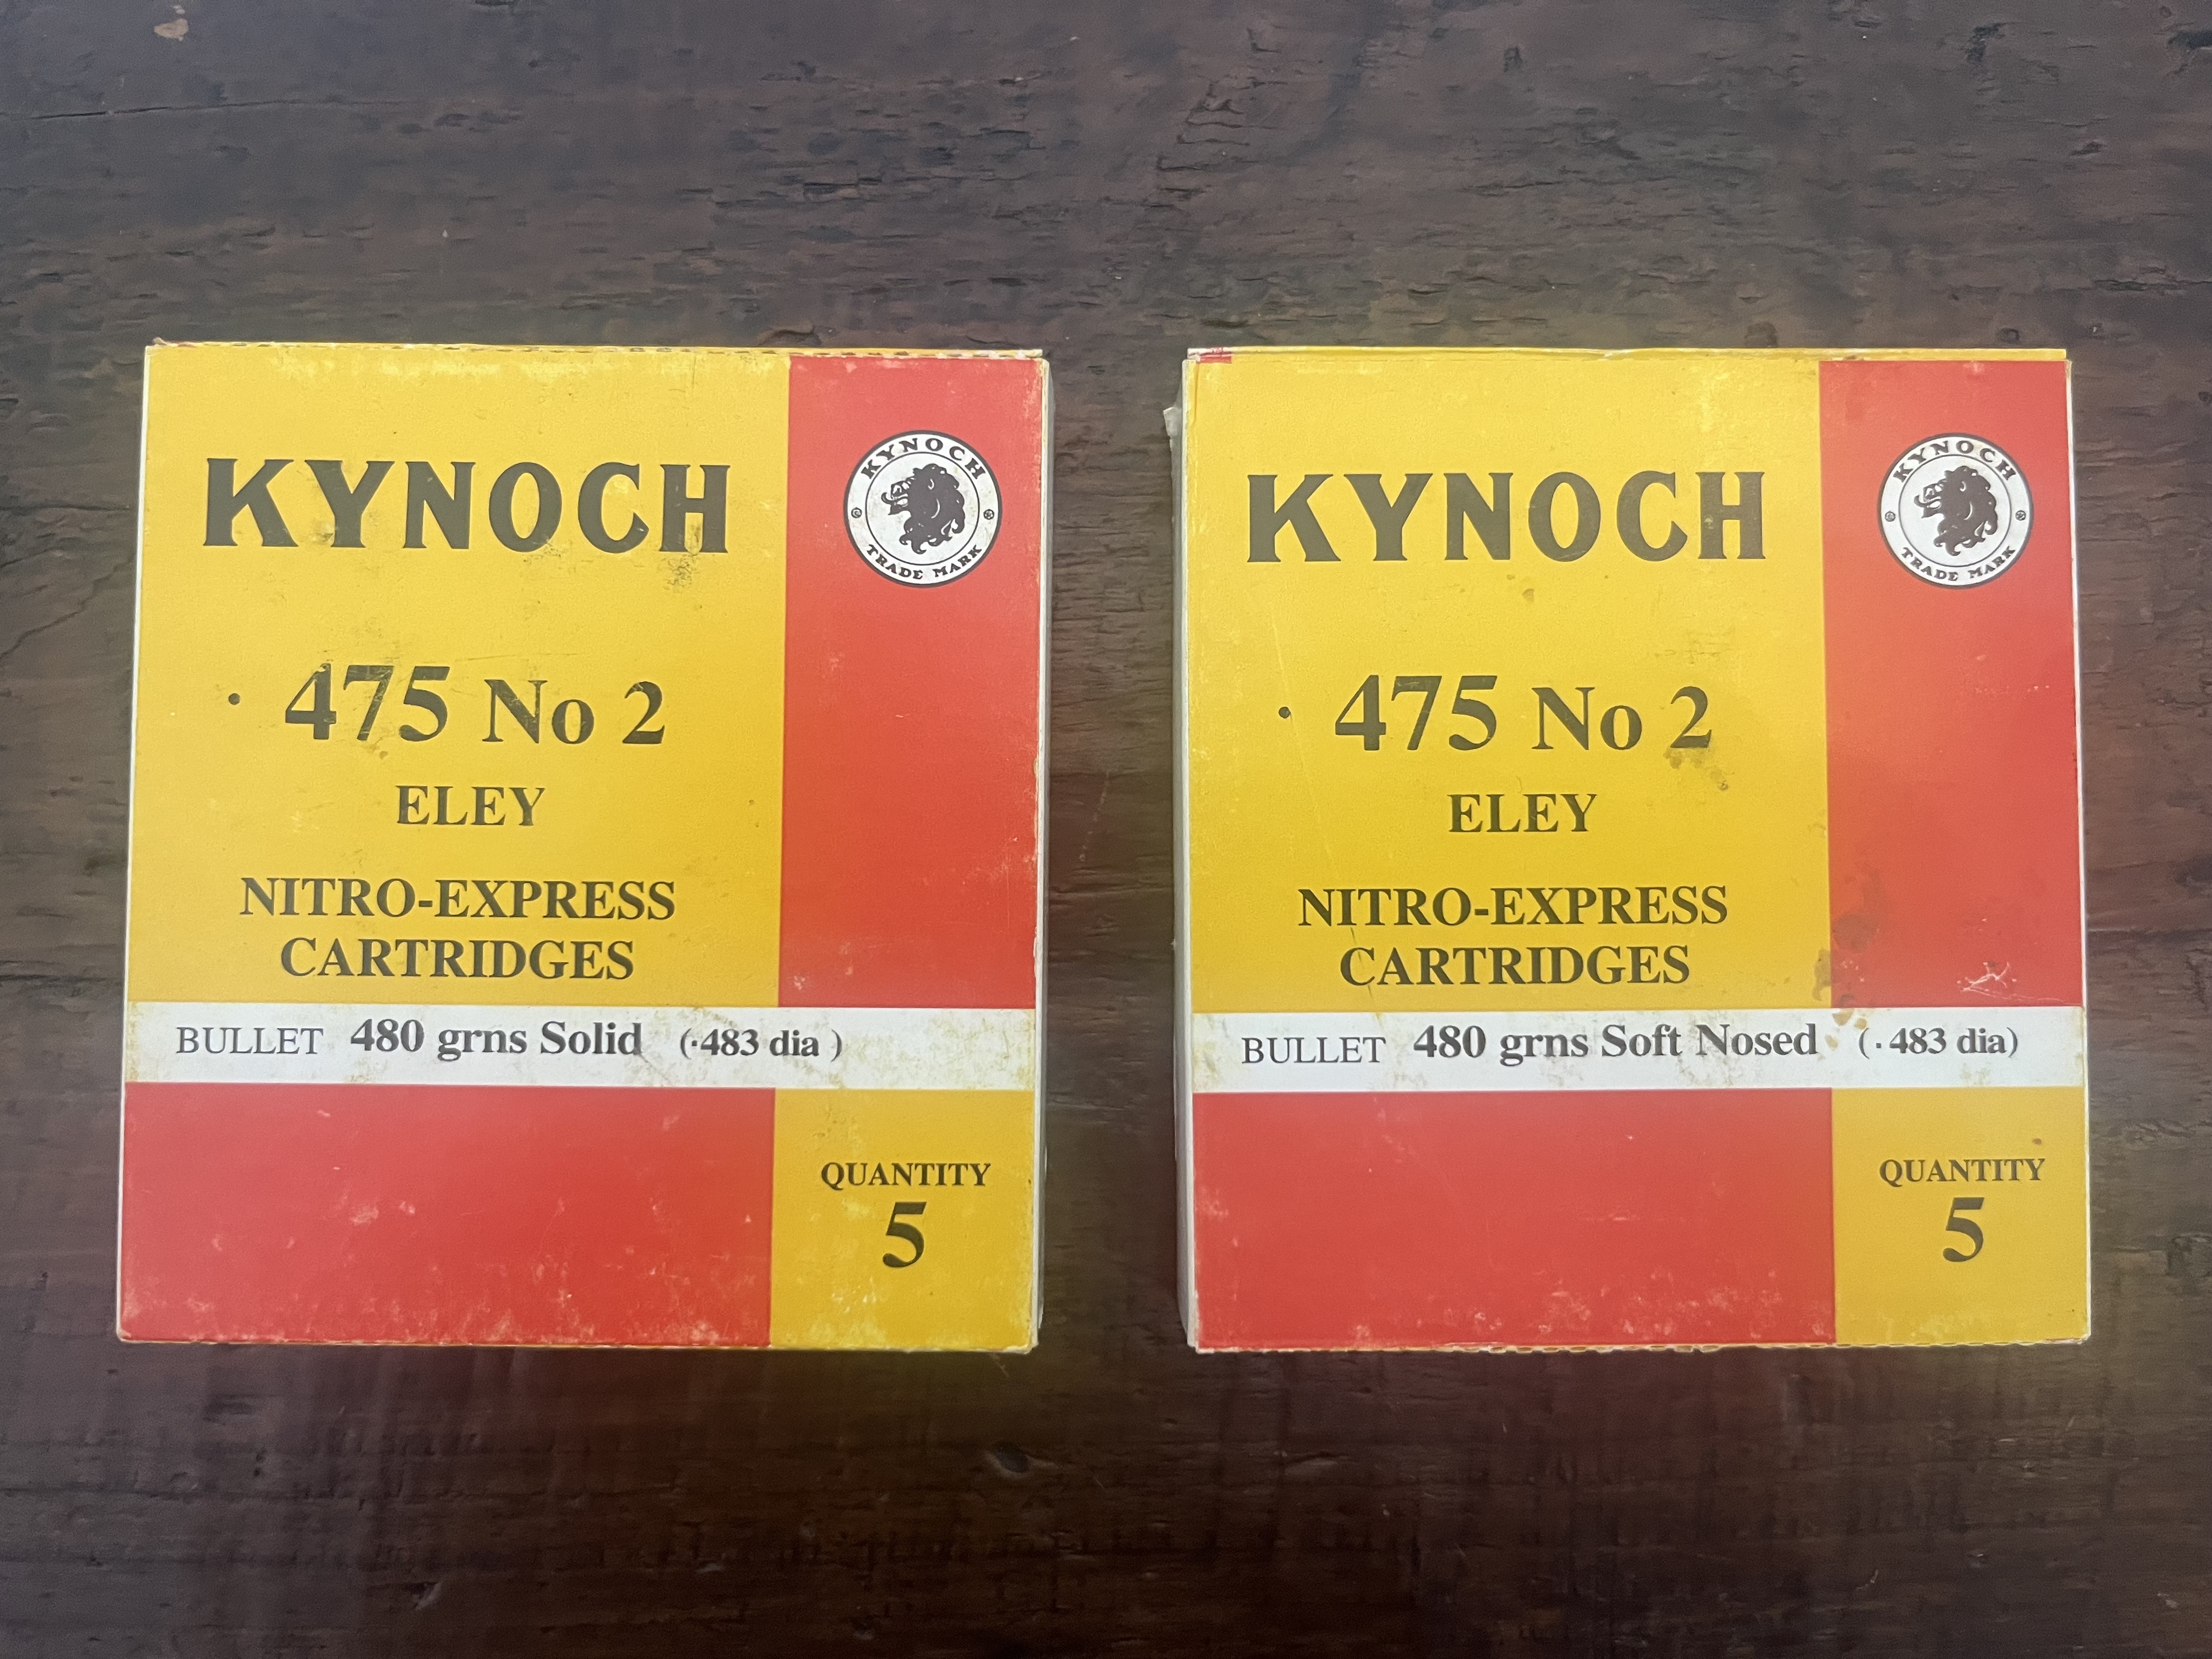 KYNOCH
KYNOCH
TRADE MARK
· 475 No 2
ELEY
NITRO-EXPRESS
CARTRIDGES
BULLET 480 grns Solid (·483 dia )
QUANTITY
5
KYNOCH
KYNOCH
TRADE MARK
· 475 No 2
ELEY
NITRO-EXPRESS
CARTRIDGES
BULLET 480 grns Soft Nosed (·483 dia)
QUANTITY
5